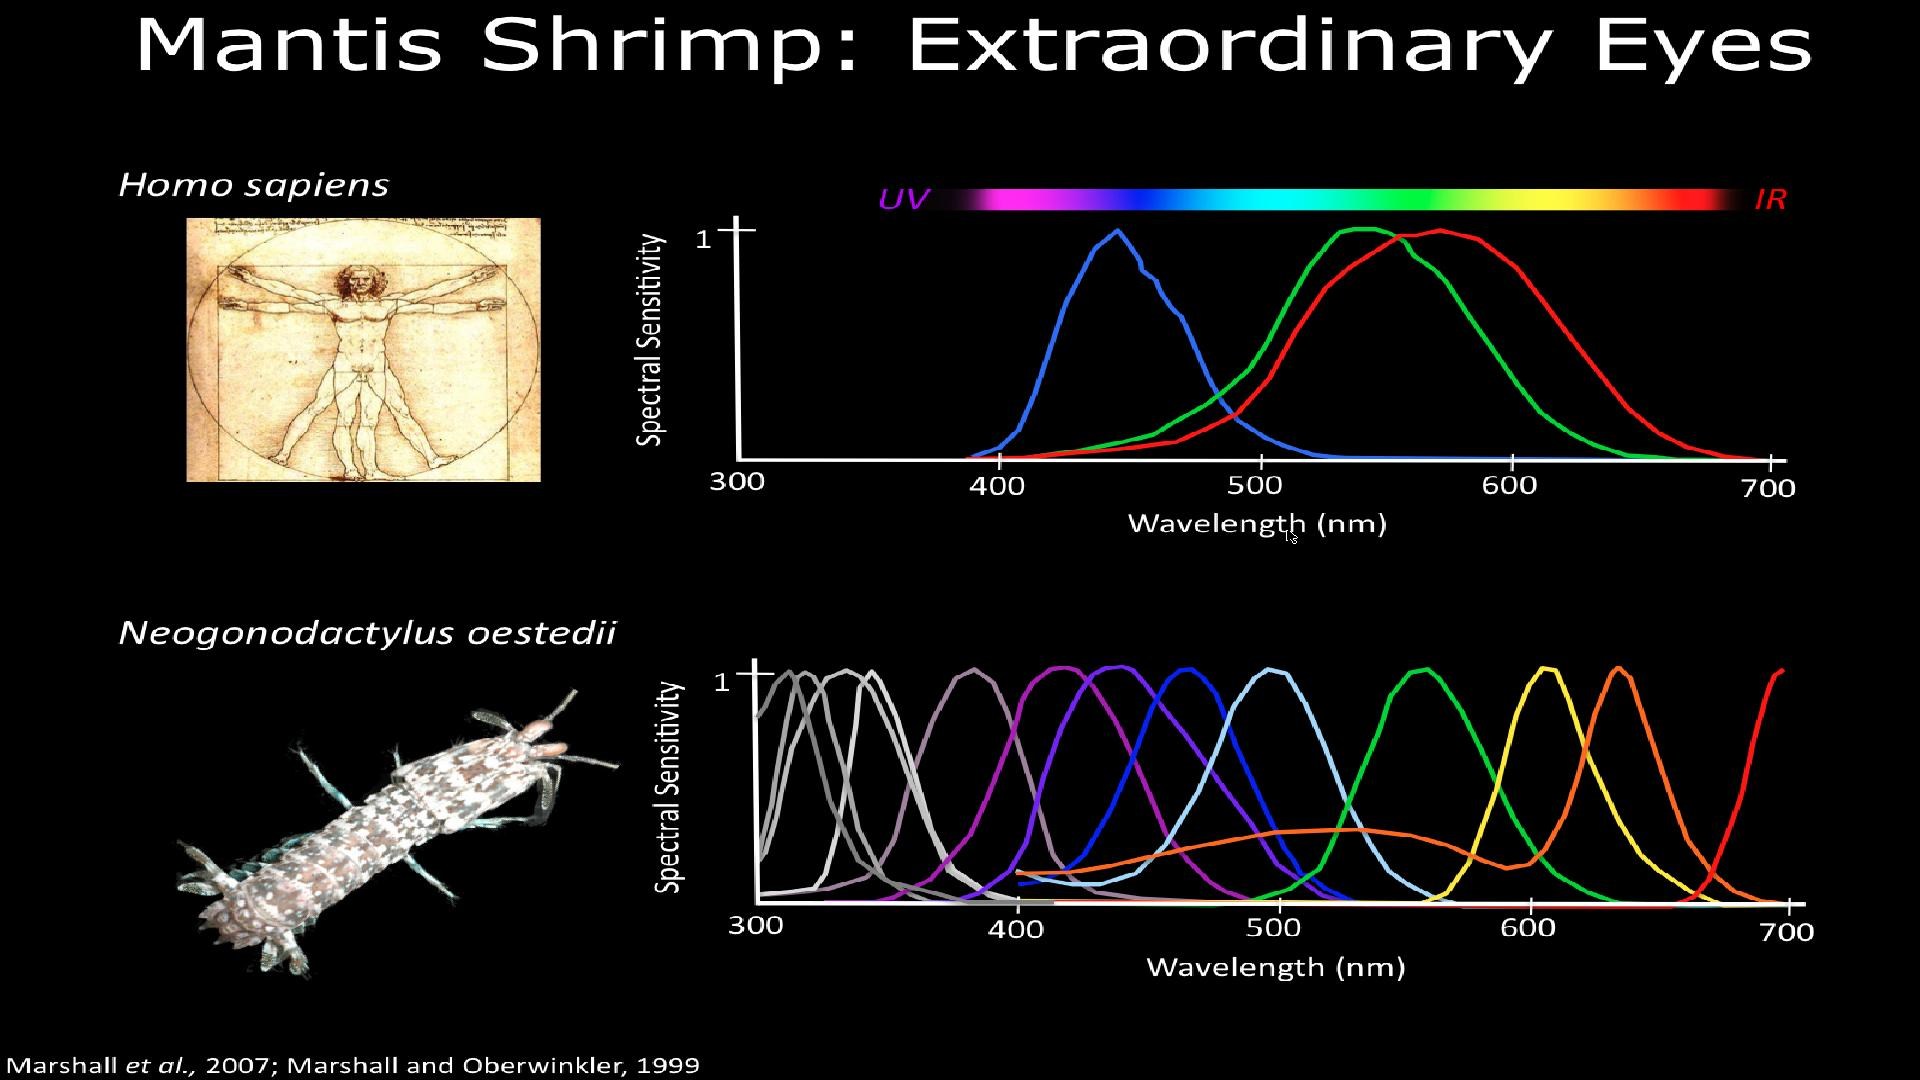 Mantis Shrimp: Extraordinary Eyes
Homo sapiens
UV
IR
1
Spectral Sensitivity
300 400 500 600 700
Wavelength (nm)
Neogonodactylus oestedii
1
Spectral Sensitivity
300 400 500 600 700
Wavelength (nm)
Marshall et al., 2007; Marshall and Oberwinkler, 1999